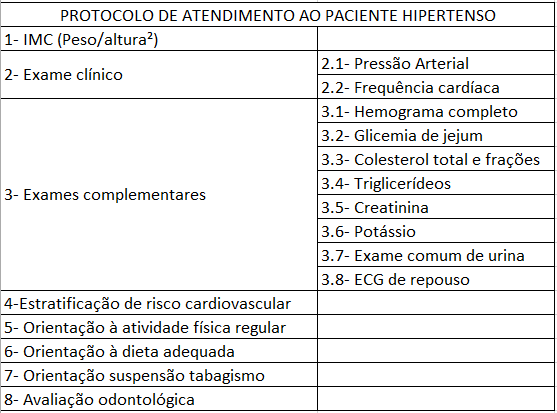 PROTOCOLO DE ATENDIMENTO AO PACIENTE HIPERTENSO
1- IMC (Peso/altura²)
2- Exame clínico
2.1- Pressão Arterial
2.2- Frequência cardíaca
3- Exames complementares
3.1- Hemograma completo
3.2- Glicemia de jejum
3.3- Colesterol total e frações
3.4- Triglicerídeos
3.5- Creatinina
3.6- Potássio
3.7- Exame comum de urina
3.8- ECG de repouso
4-Estratificação de risco cardiovascular
5- Orientação à atividade física regular
6- Orientação à dieta adequada
7- Orientação suspensão tabagismo
8- Avaliação odontológica